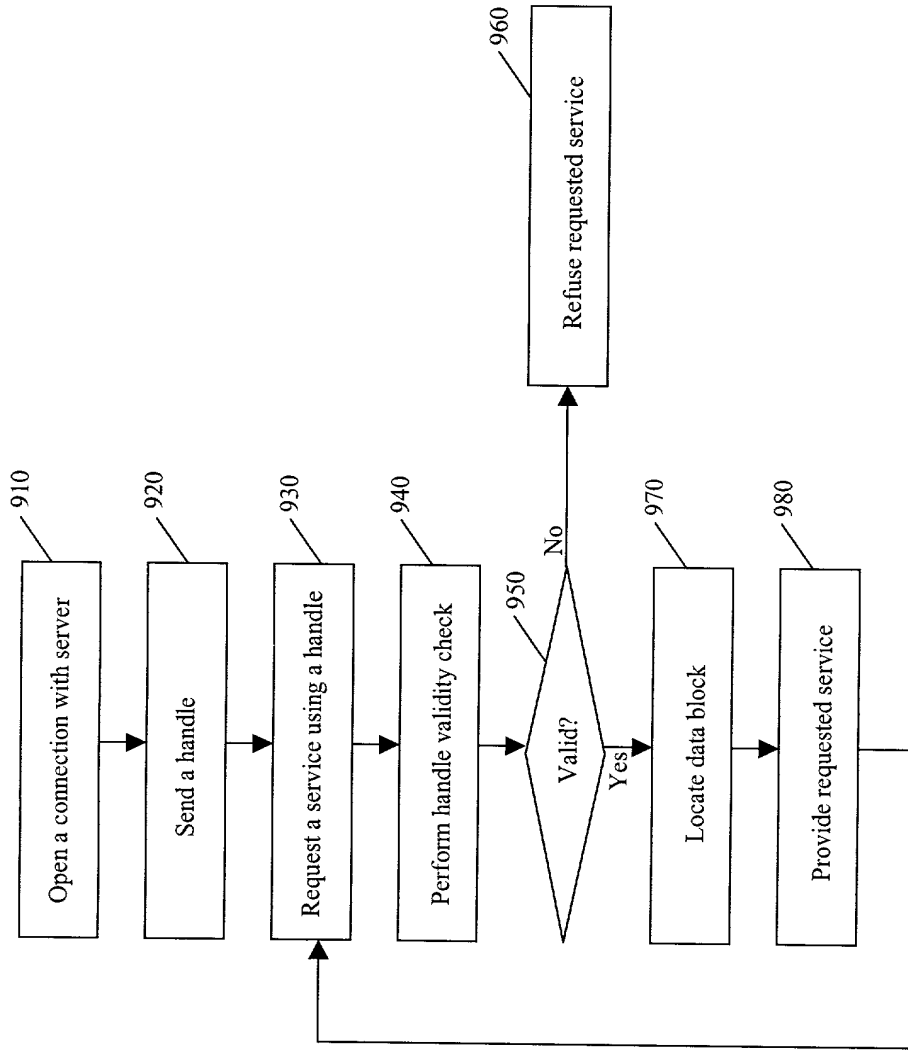 910
Open a connection with server
920
Send a handle
930
Request a service using a handle
940
Perform handle validity check
950
Valid?
No
960
Refuse requested service
Yes
970
Locate data block
980
Provide requested service